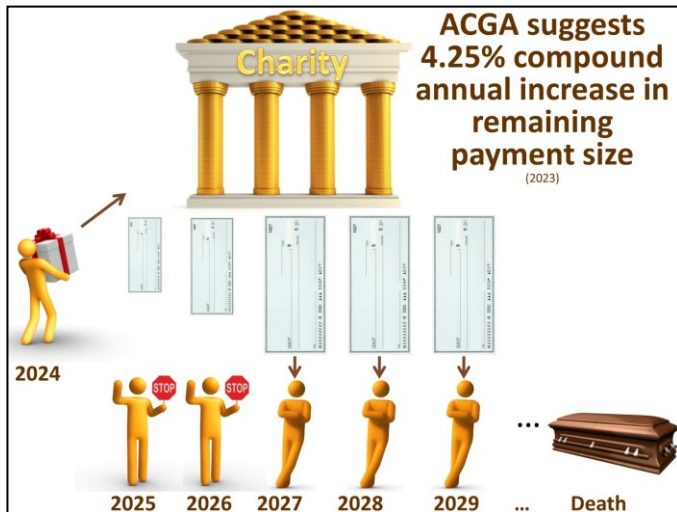 ACGA suggests
4.25% compound
annual increase in
remaining
payment size
(2023)
Charity
2024
STOP STOP
2025 2026 2027 2028 2029 ... Death
...